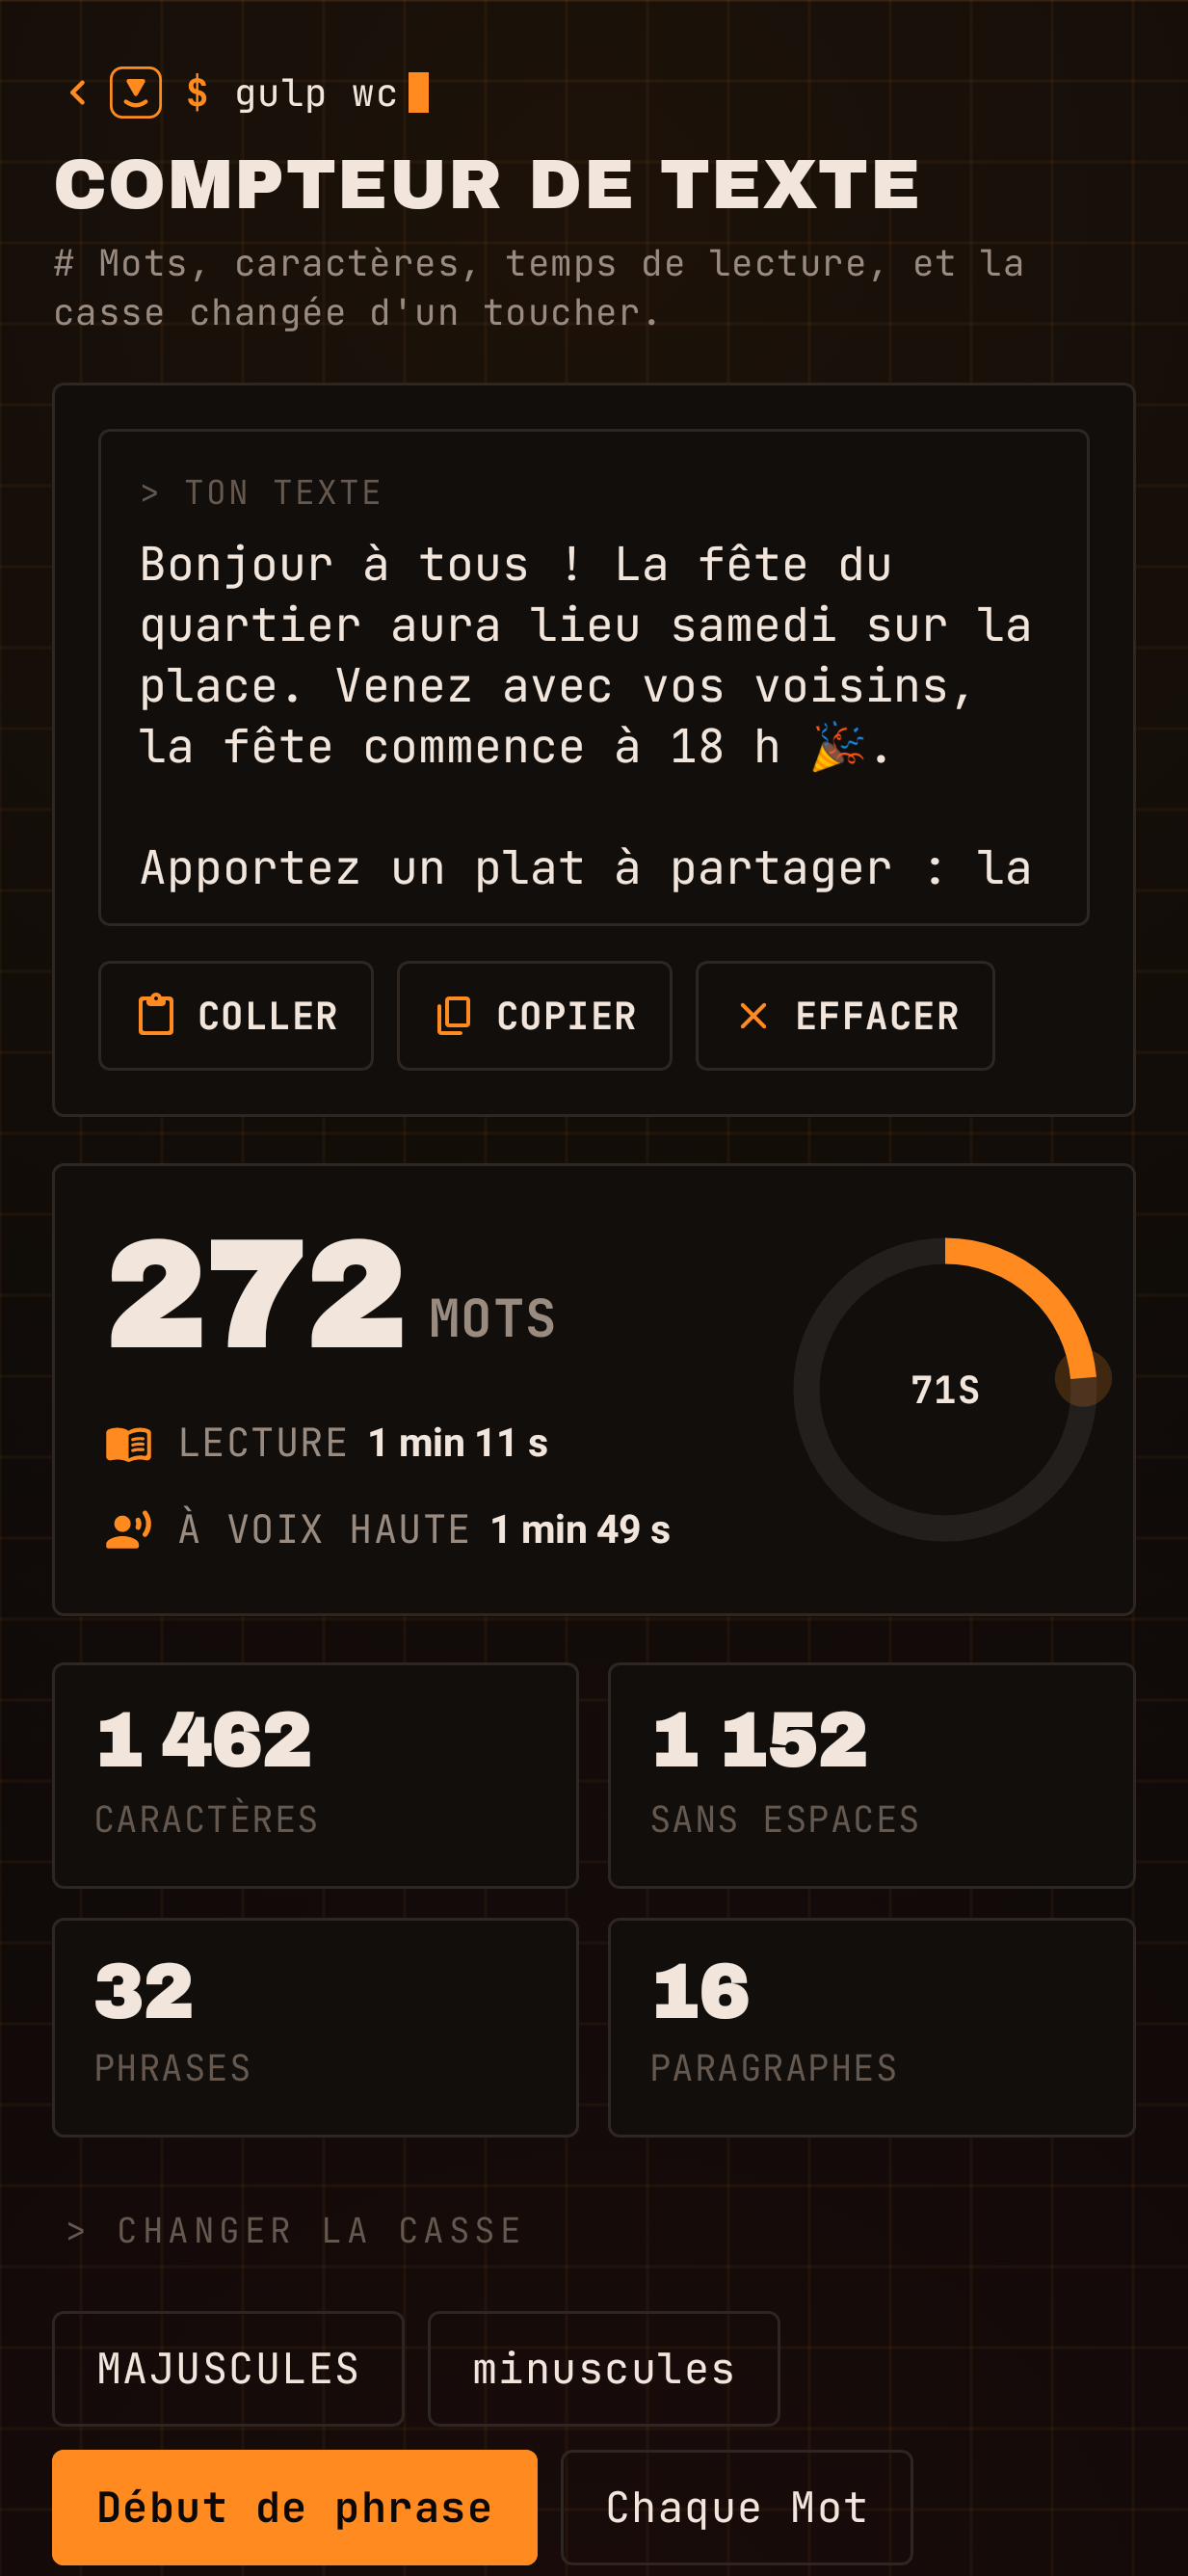 $ gulp wc
COMPTEUR DE TEXTE
# Mots, caractères, temps de lecture, et la
casse changée d'un toucher.
> TON TEXTE
Bonjour à tous ! La fête du
quartier aura lieu samedi sur la
place. Venez avec vos voisins,
la fête commence à 18 h 🎉.
Apportez un plat à partager : la
COLLER COPIER EFFACER
272 MOTS
71S
LECTURE 1 min 11 s
À VOIX HAUTE 1 min 49 s
1 462 1 152
CARACTÈRES SANS ESPACES
32 16
PHRASES PARAGRAPHES
> CHANGER LA CASSE
MAJUSCULES minuscules
Début de phrase Chaque Mot